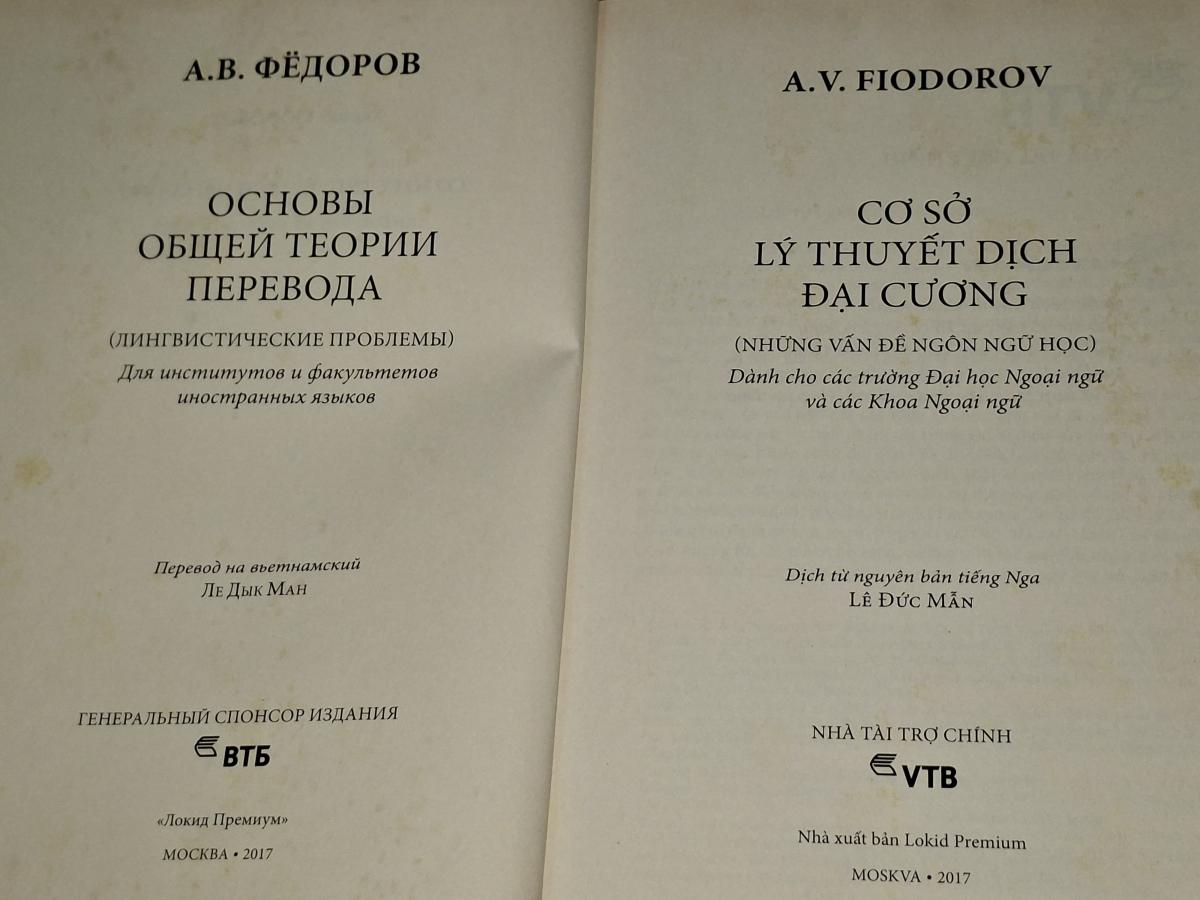 А.В. ФЁДОРОВ
ОСНОВЫ
ОБЩЕЙ ТЕОРИИ
ПЕРЕВОДА
(ЛИНГВИСТИЧЕСКИЕ ПРОБЛЕМЫ)
Для институтов и факультетов
иностранных языков
Перевод на вьетнамский
Ле Дык Ман
ГЕНЕРАЛЬНЫЙ СПОНСОР ИЗДАНИЯ
ВТБ
«Локид Премиум»
МОСКВА • 2017
A.V. FIODOROV
CƠ SỞ
LÝ THUYẾT DỊCH
ĐẠI CƯƠNG
(NHỮNG VẤN ĐỀ NGÔN NGỮ HỌC)
Dành cho các trường Đại học Ngoại ngữ
và các Khoa Ngoại ngữ
Dịch từ nguyên bản tiếng Nga
LÊ ĐỨC MẪN
NHÀ TÀI TRỢ CHÍNH
VTB
Nhà xuất bản Lokid Premium
MOSKVA • 2017